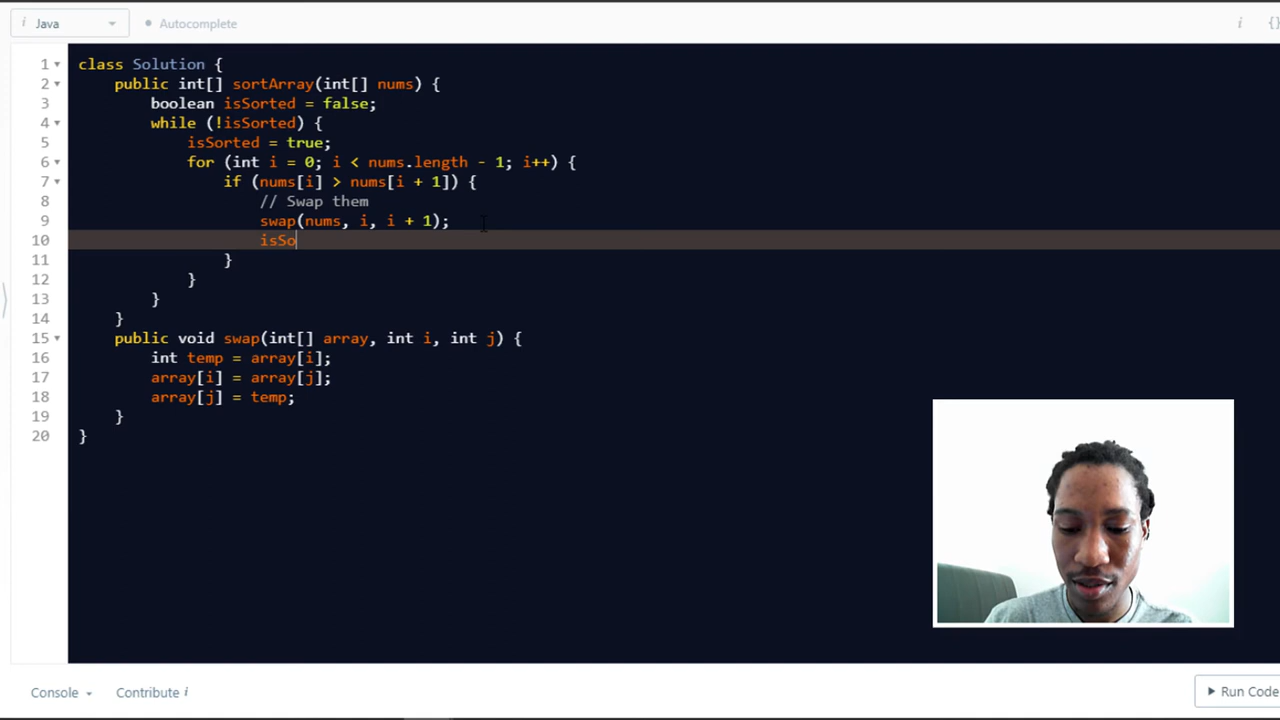 i Java Autocomplete i {}
1 class Solution {
2 public int[] sortArray(int[] nums) {
3 boolean isSorted = false;
4 while (!isSorted) {
5 isSorted = true;
6 for (int i = 0; i < nums.length - 1; i++) {
7 if (nums[i] > nums[i + 1]) {
8 // Swap them
9 swap(nums, i, i + 1);
10 isSo
11 }
12 }
13 }
14 }
15 public void swap(int[] array, int i, int j) {
16 int temp = array[i];
17 array[i] = array[j];
18 array[j] = temp;
19 }
20 }
Console Contribute i Run Code